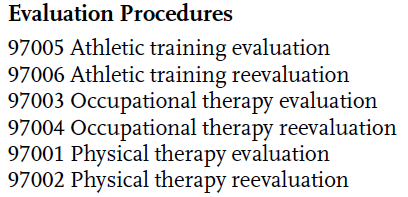 Evaluation Procedures
97005 Athletic training evaluation
97006 Athletic training reevaluation
97003 Occupational therapy evaluation
97004 Occupational therapy reevaluation
97001 Physical therapy evaluation
97002 Physical therapy reevaluation